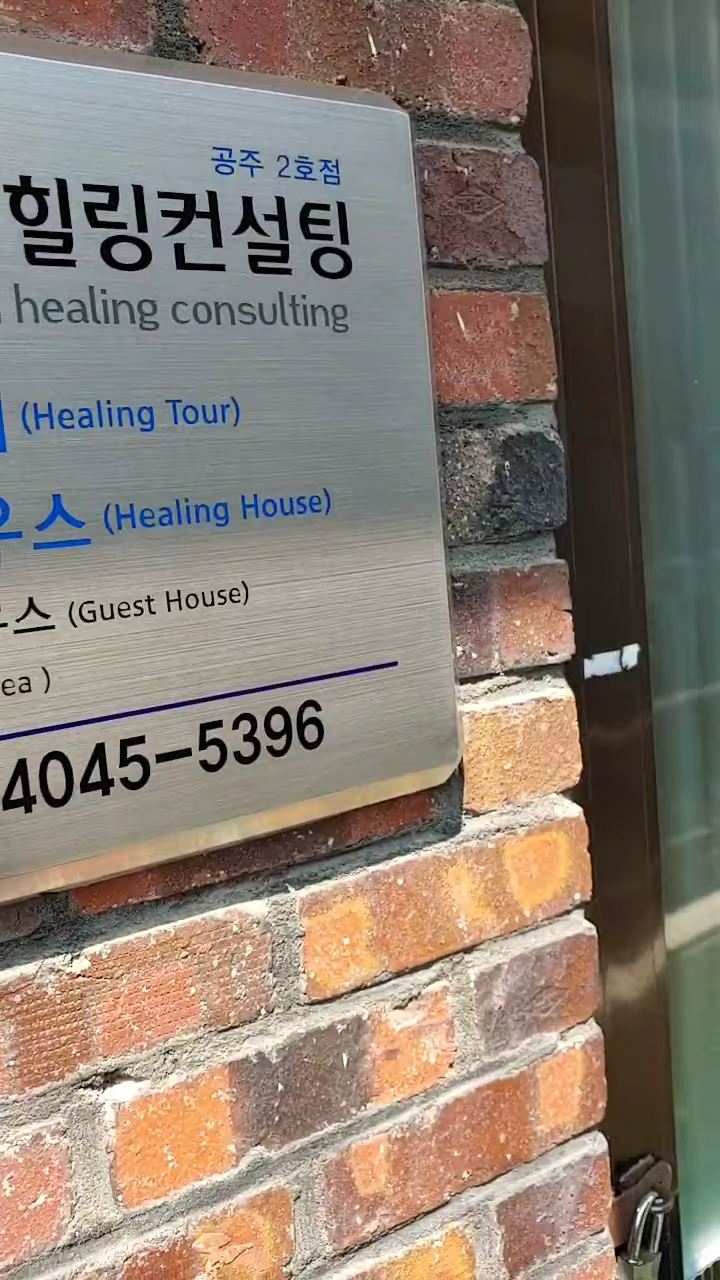 공주 2호점
힐링컨설팅
healing consulting
(Healing Tour)
스 (Healing House)
스 (Guest House)
ea )
4045-5396